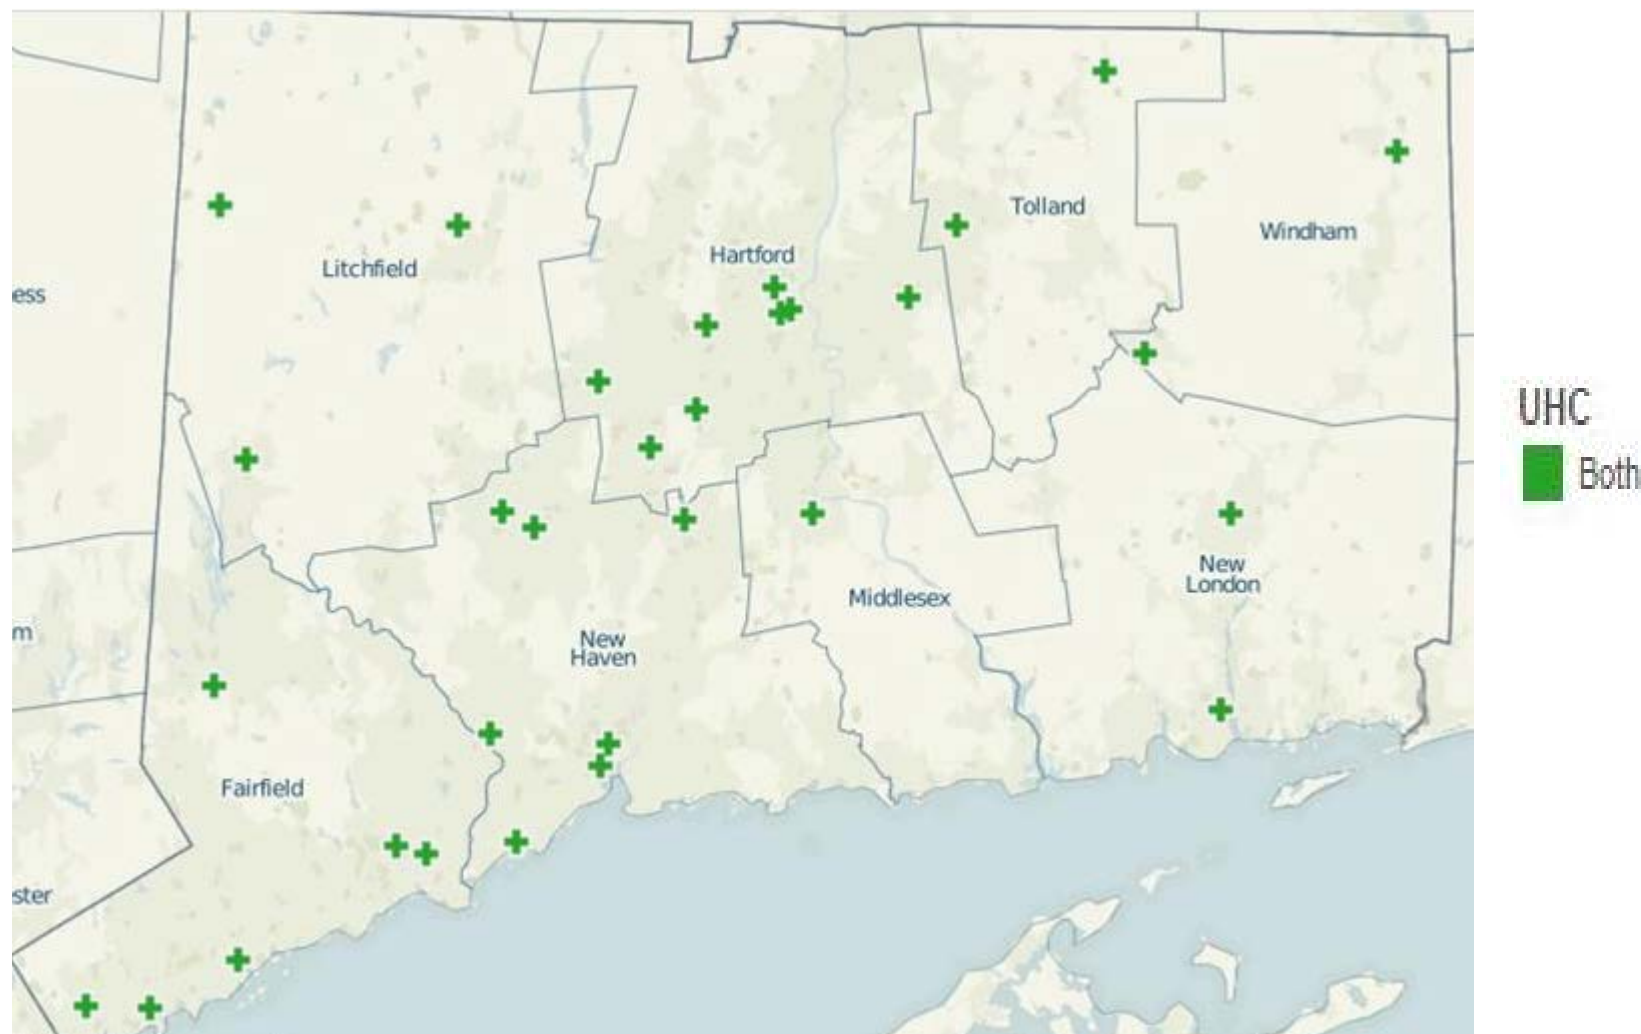 Tolland
Windham
Hartford
Litchfield
ess
UHC
Both
New
London
Middlesex
m
New
Haven
Fairfield
ster